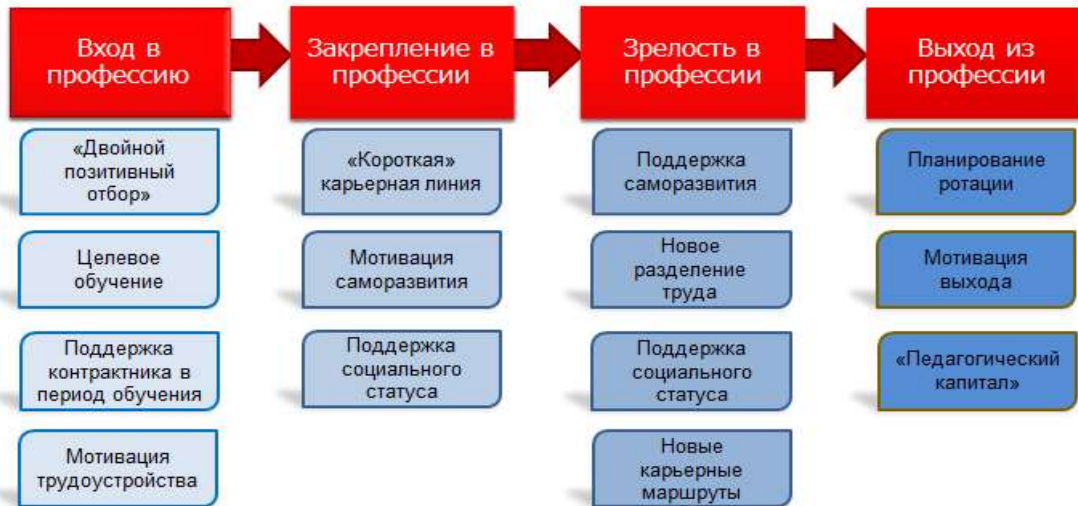 Вход в
профессию
«Двойной
позитивный
отбор»
Целевое
обучение
Поддержка
контрактника в
период обучения
Мотивация
трудоустройства
Закрепление в
профессии
«Короткая»
карьерная линия
Мотивация
саморазвития
Поддержка
социального
статуса
Зрелость в
профессии
Поддержка
саморазвития
Новое
разделение
труда
Поддержка
социального
статуса
Новые
карьерные
маршруты
Выход из
профессии
Планирование
ротации
Мотивация
выхода
«Педагогический
капитал»